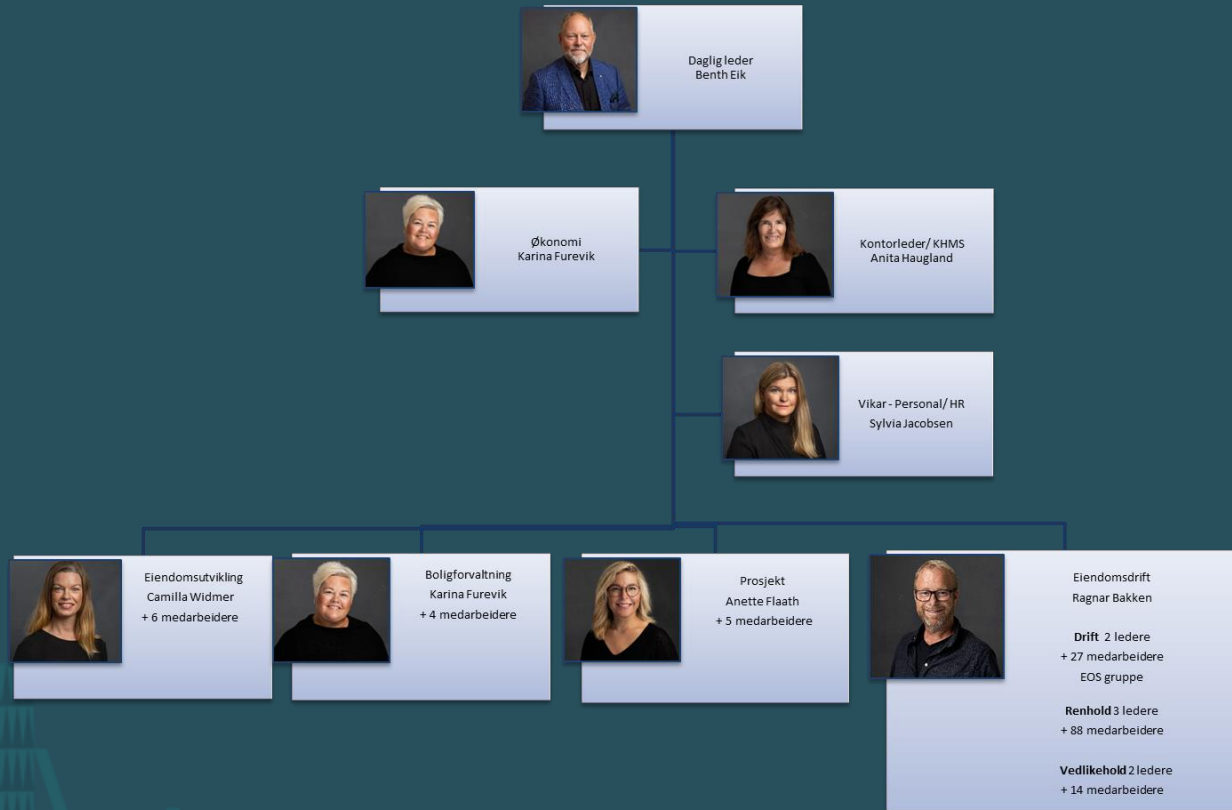 Daglig leder
Benth Eik
Økonomi
Karina Furevik
Kontorleder/ KHMS
Anita Haugland
Vikar - Personal/ HR
Sylvia Jacobsen
Eiendomsutvikling
Camilla Widmer
+ 6 medarbeidere
Boligforvaltning
Karina Furevik
+ 4 medarbeidere
Prosjekt
Anette Flaath
+ 5 medarbeidere
Eiendomsdrift
Ragnar Bakken
Drift 2 ledere
+ 27 medarbeidere
EOS gruppe
Renhold 3 ledere
+ 88 medarbeidere
Vedlikehold 2 ledere
+ 14 medarbeidere